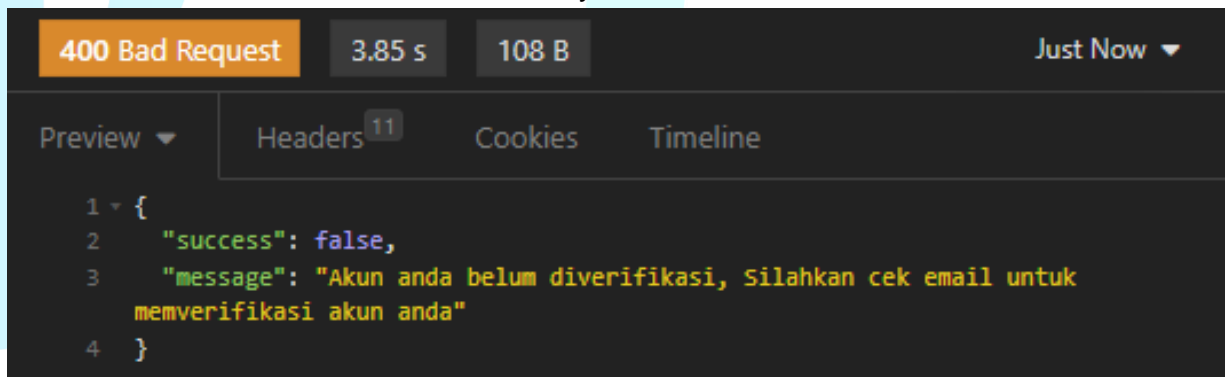 400 Bad Request 3.85 s 108 B Just Now
Preview Headers 11 Cookies Timeline
1 {
2 "success": false,
3 "message": "Akun anda belum diverifikasi, Silahkan cek email untuk
memverifikasi akun anda"
4 }